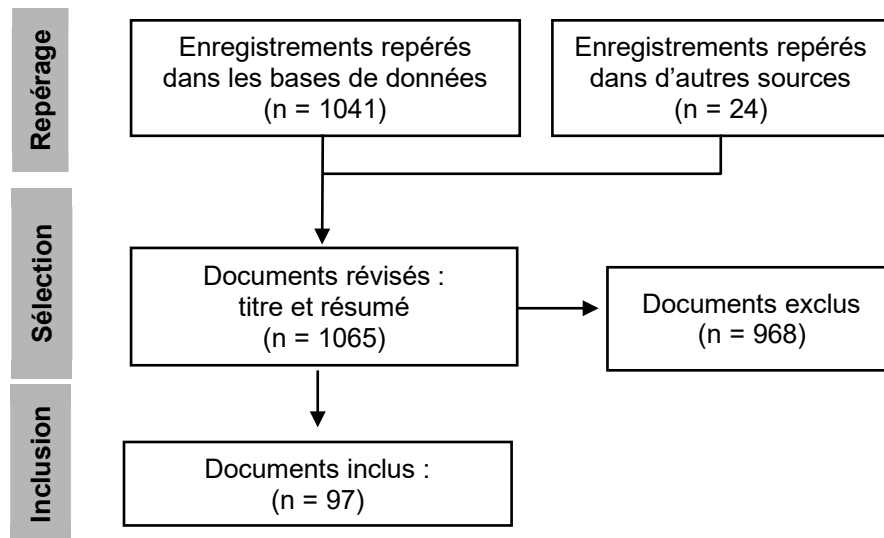 Repérage
Enregistrements repérés
dans les bases de données
(n = 1041)
Enregistrements repérés
dans d’autres sources
(n = 24)
Sélection
Documents révisés :
titre et résumé
(n = 1065)
Documents exclus
(n = 968)
Inclusion
Documents inclus :
(n = 97)